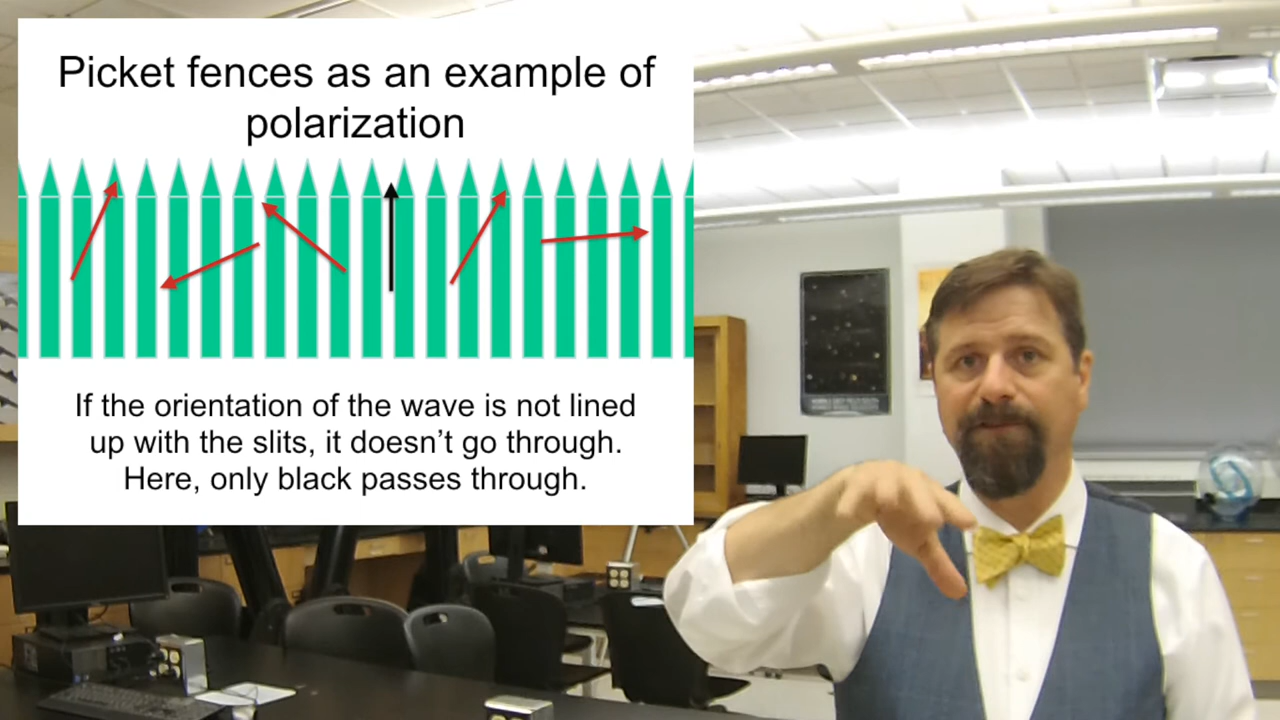 Picket fences as an example of
polarization
If the orientation of the wave is not lined
up with the slits, it doesn’t go through.
Here, only black passes through.